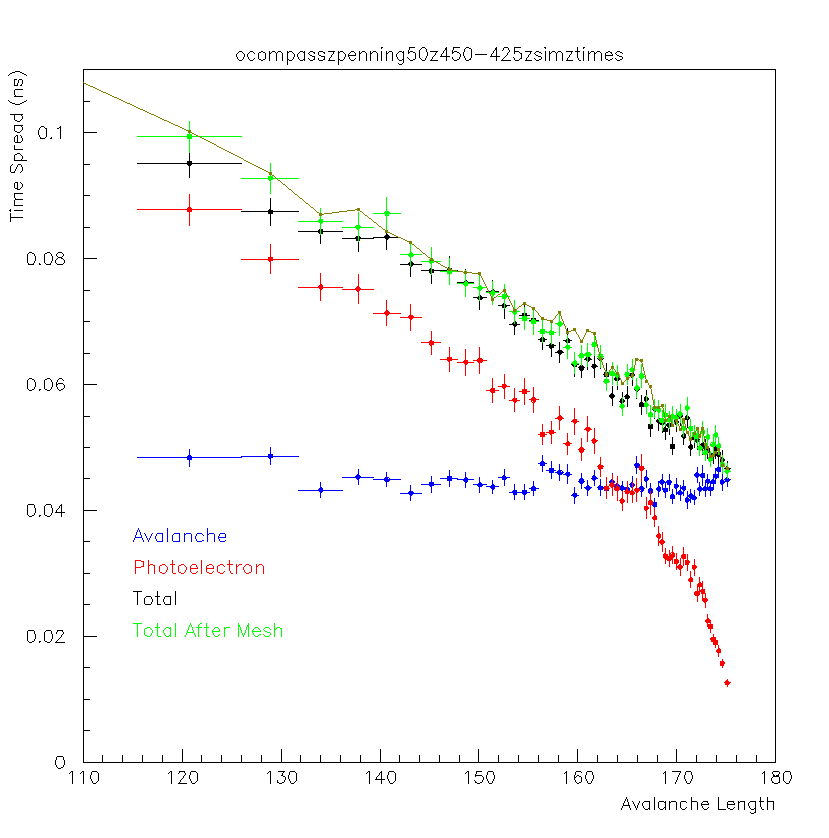 ocompasszpenning50z450-425zsimztimes
Time Spread (ns)
0.1
0.08
0.06
0.04
0.02
0
Avalanche
Photoelectron
Total
Total After Mesh
110 120 130 140 150 160 170 180
Avalanche Length